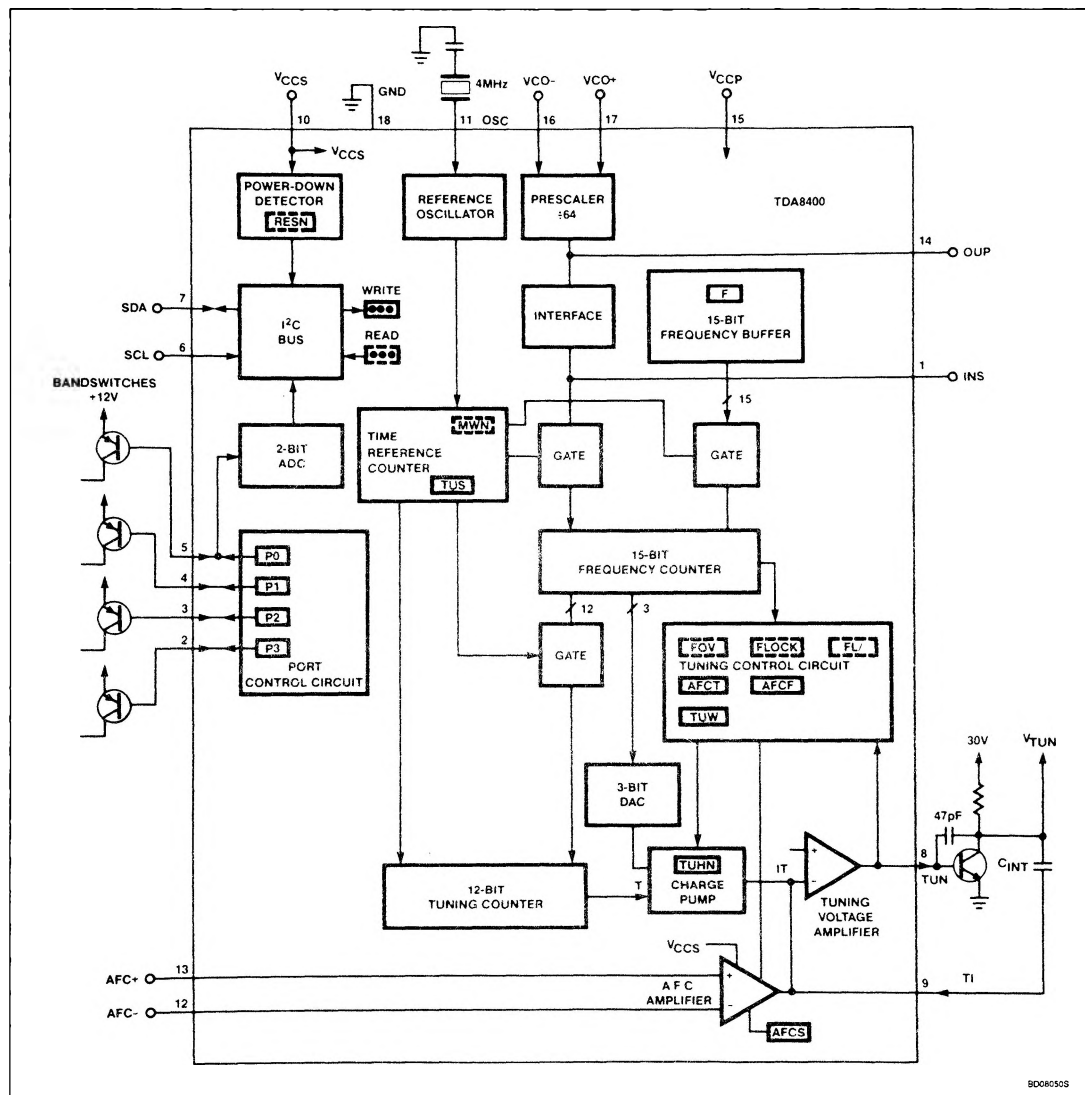 4MHz
VCCS
GND
VCO-
VCO+
VCCP
10
18
11
OSC
16
17
15
VCCS
POWER-DOWN
DETECTOR
RESN
REFERENCE
OSCILLATOR
PRESCALER
÷64
TDA8400
14
OUP
SDA
7
I²C
BUS
WRITE
READ
SCL
6
INTERFACE
F
15-BIT
FREQUENCY BUFFER
1
INS
BANDSWITCHES
+12V
15
2-BIT
ADC
MWN
TIME
REFERENCE
COUNTER
TUS
GATE
GATE
5
P0
4
P1
3
P2
2
P3
PORT
CONTROL CIRCUIT
15-BIT
FREQUENCY COUNTER
12
3
GATE
FOV
FLOCK
FL/
TUNING CONTROL CIRCUIT
AFCT
AFCF
TUW
30V
VTUN
3-BIT
DAC
47pF
8
TUN
CINT
12-BIT
TUNING COUNTER
T
TUHN
CHARGE
PUMP
IT
+
-
TUNING
VOLTAGE
AMPLIFIER
VCCS
AFC+
13
AFC-
12
+
-
AFC
AMPLIFIER
AFCS
9
TI
BD08050S